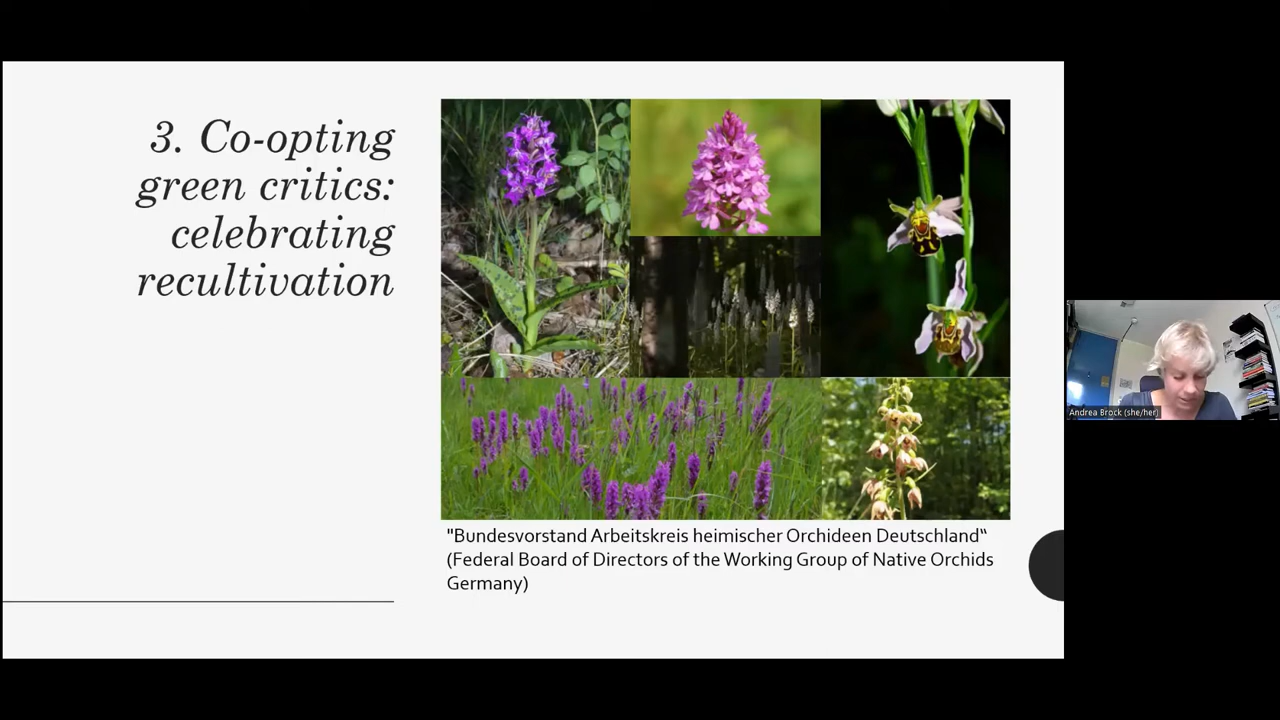 3. Co-opting
green critics:
celebrating
recultivation
"Bundesvorstand Arbeitskreis heimischer Orchideen Deutschland“
(Federal Board of Directors of the Working Group of Native Orchids
Germany)
Andrea Brock (she/her)